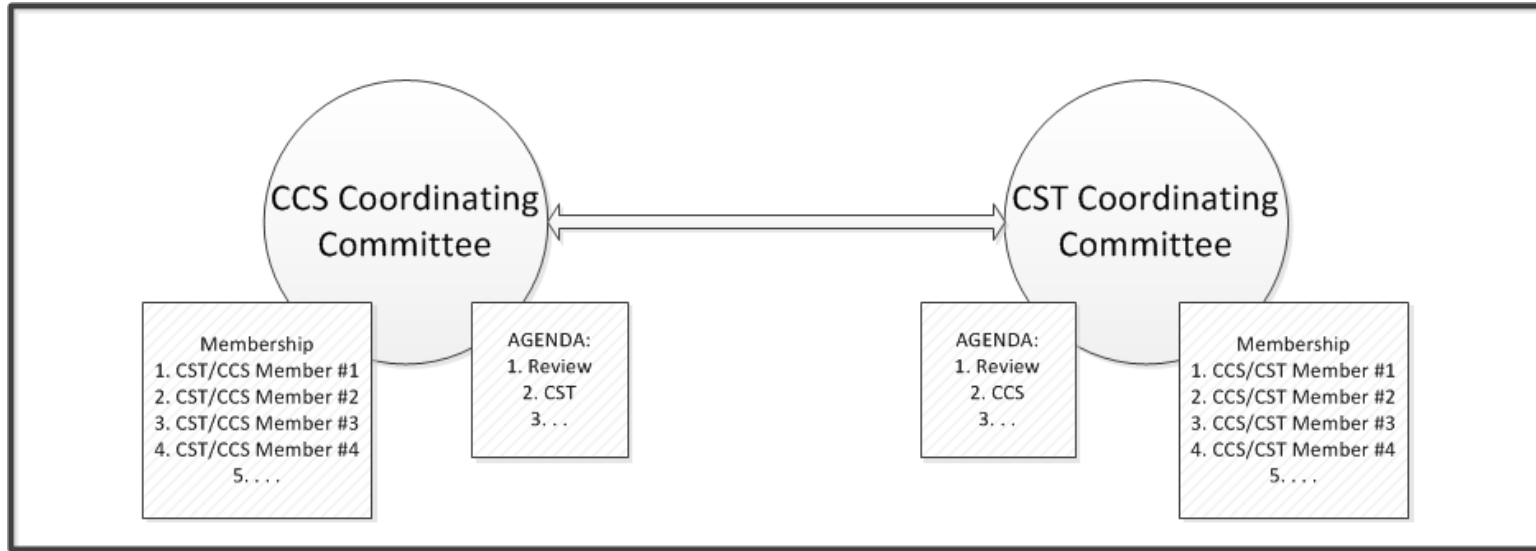 CCS Coordinating
Committee
CST Coordinating
Committee
Membership
1. CST/CCS Member #1
2. CST/CCS Member #2
3. CST/CCS Member #3
4. CST/CCS Member #4
5. . . .
AGENDA:
1. Review
2. CST
3. . .
AGENDA:
1. Review
2. CCS
3. . .
Membership
1. CCS/CST Member #1
2. CCS/CST Member #2
3. CCS/CST Member #3
4. CCS/CST Member #4
5. . . .